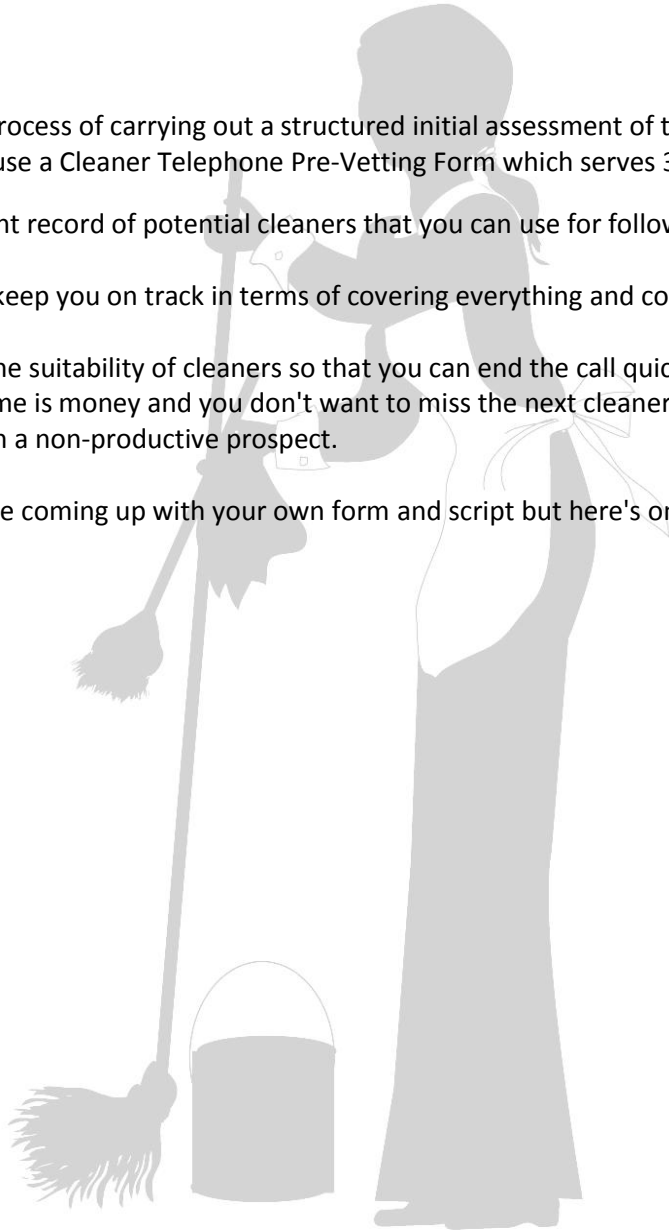 rocess of carrying out a structured initial assessment of t
use a Cleaner Telephone Pre-Vetting Form which serves 3
nt record of potential cleaners that you can use for follow
keep you on track in terms of covering everything and co
he suitability of cleaners so that you can end the call quic
me is money and you don't want to miss the next cleaner
n a non-productive prospect.
e coming up with your own form and script but here's on